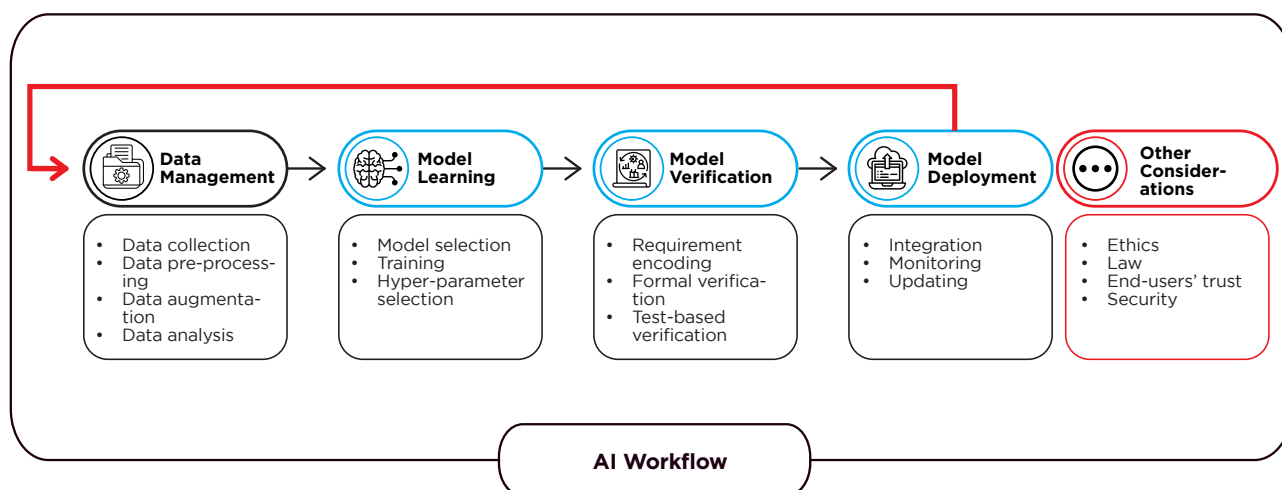 Data
Management
Model
Learning
Model
Verification
Model
Deployment
Other
Consider-
ations
• Data collection
• Data pre-process-
ing
• Data augmenta-
tion
• Data analysis
• Model selection
• Training
• Hyper-parameter
selection
• Requirement
encoding
• Formal verifica-
tion
• Test-based
verification
• Integration
• Monitoring
• Updating
• Ethics
• Law
• End-users’ trust
• Security
AI Workflow